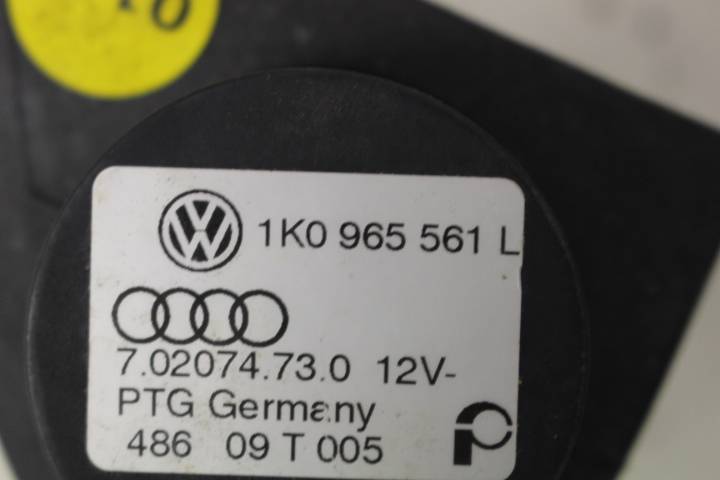 1K0 965 561 L
7.02074.73.0 12V-
PTG Germany
486 09 T 005